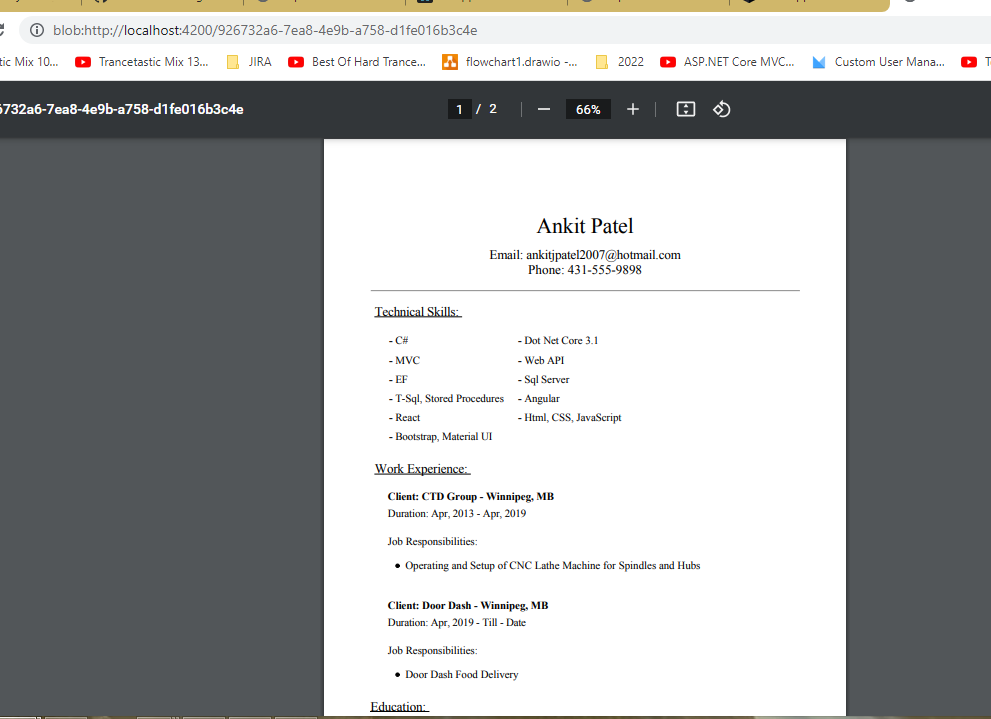 blob:http://localhost:4200/926732a6-7ea8-4e9b-a758-d1fe016b3c4e
tic Mix 10... Trancetastic Mix 13... JIRA Best Of Hard Trance... flowchart1.drawio -... 2022 ASP.NET Core MVC... Custom User Mana...
6732a6-7ea8-4e9b-a758-d1fe016b3c4e 1 / 2 66%
Ankit Patel
Email: ankitjpatel2007@hotmail.com
Phone: 431-555-9898
Technical Skills:
- C# - Dot Net Core 3.1
- MVC - Web API
- EF - Sql Server
- T-Sql, Stored Procedures - Angular
- React - Html, CSS, JavaScript
- Bootstrap, Material UI
Work Experience:
Client: CTD Group - Winnipeg, MB
Duration: Apr, 2013 - Apr, 2019
Job Responsibilities:
● Operating and Setup of CNC Lathe Machine for Spindles and Hubs
Client: Door Dash - Winnipeg, MB
Duration: Apr, 2019 - Till - Date
Job Responsibilities:
● Door Dash Food Delivery
Education: